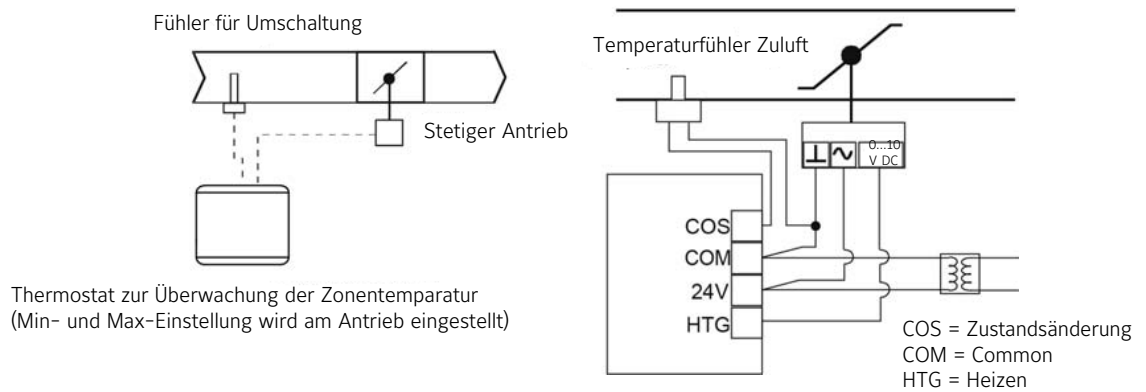 Fühler für Umschaltung
Stetiger Antrieb
Thermostat zur Überwachung der Zonentemperatur
(Min- und Max-Einstellung wird am Antrieb eingestellt)
Temperaturfühler Zuluft
0...10
V DC
COS
COM
24V
HTG
COS = Zustandsänderung
COM = Common
HTG = Heizen